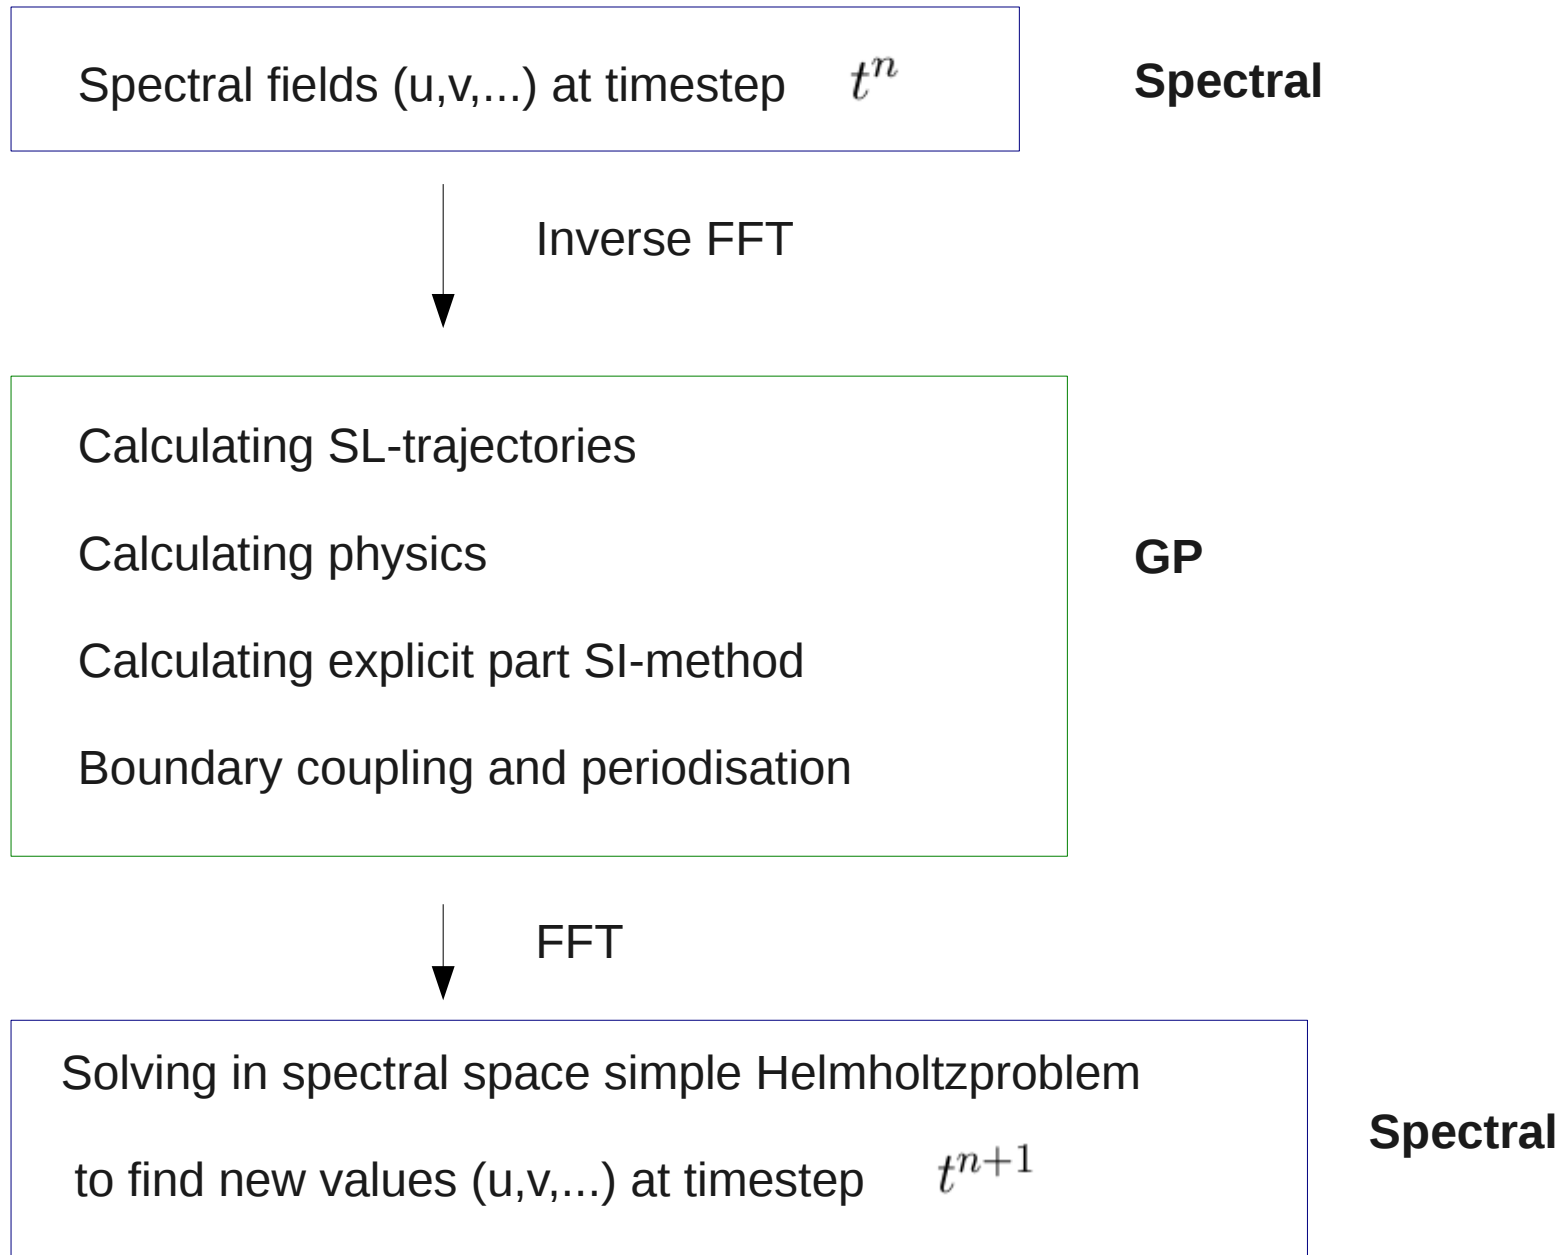 Spectral fields (u,v,...) at timestep t^n
Spectral
Inverse FFT
Calculating SL-trajectories
Calculating physics
Calculating explicit part SI-method
Boundary coupling and periodisation
GP
FFT
Solving in spectral space simple Helmholtzproblem
to find new values (u,v,...) at timestep t^{n+1}
Spectral